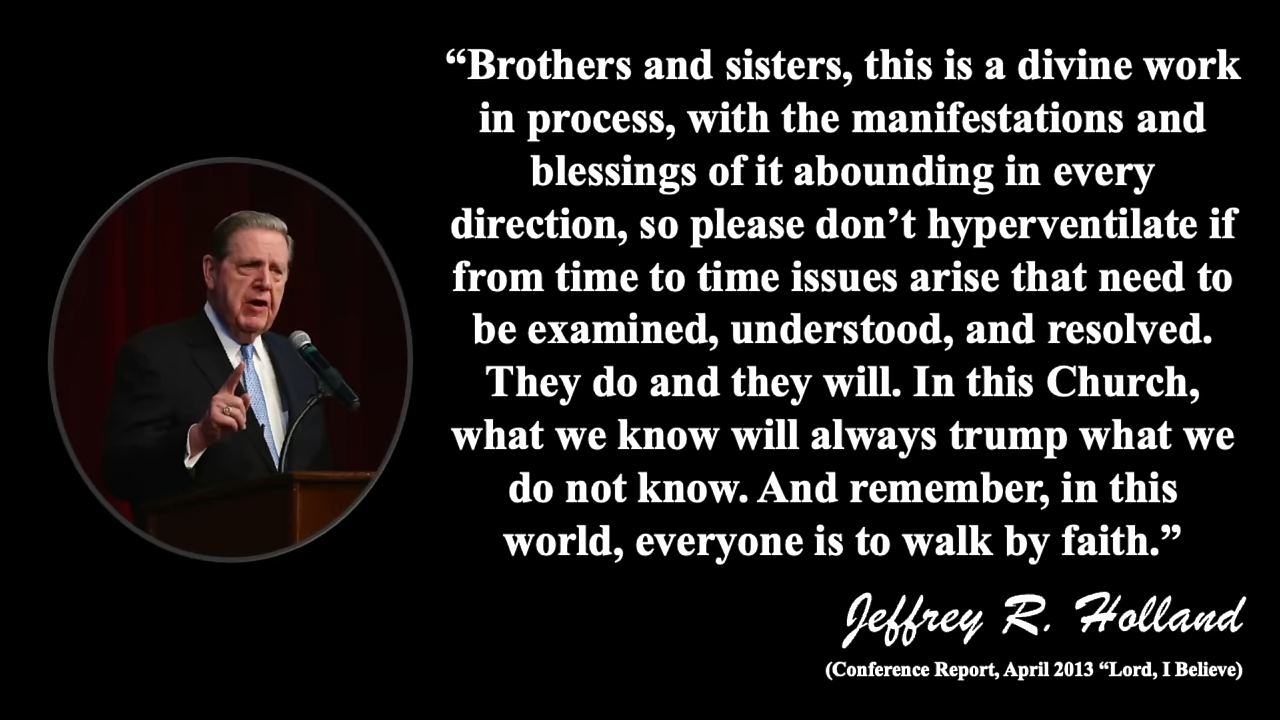 “Brothers and sisters, this is a divine work
in process, with the manifestations and
blessings of it abounding in every
direction, so please don’t hyperventilate if
from time to time issues arise that need to
be examined, understood, and resolved.
They do and they will. In this Church,
what we know will always trump what we
do not know. And remember, in this
world, everyone is to walk by faith.”
Jeffrey R. Holland
(Conference Report, April 2013 “Lord, I Believe)